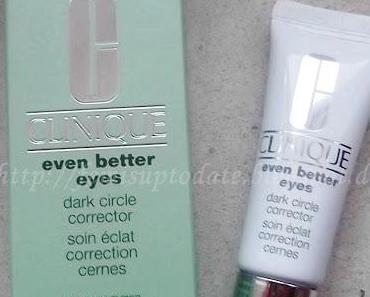 CLINIQUE
even better
eyes
dark circle
corrector
soin éclat
correction
cernes
CLINIQUE
even better
eyes
dark circle
corrector
soin éclat
correction
cernes